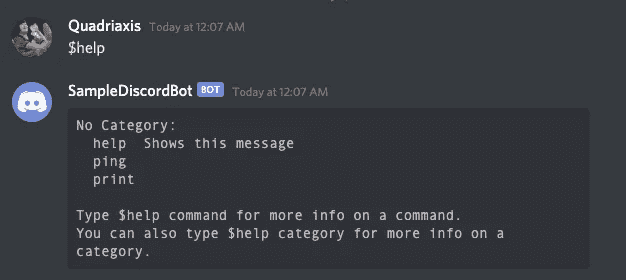 Quadriaxis Today at 12:07 AM
$help
SampleDiscordBot BOT Today at 12:07 AM
No Category:
  help  Shows this message
  ping
  print

Type $help command for more info on a command.
You can also type $help category for more info on a
category.